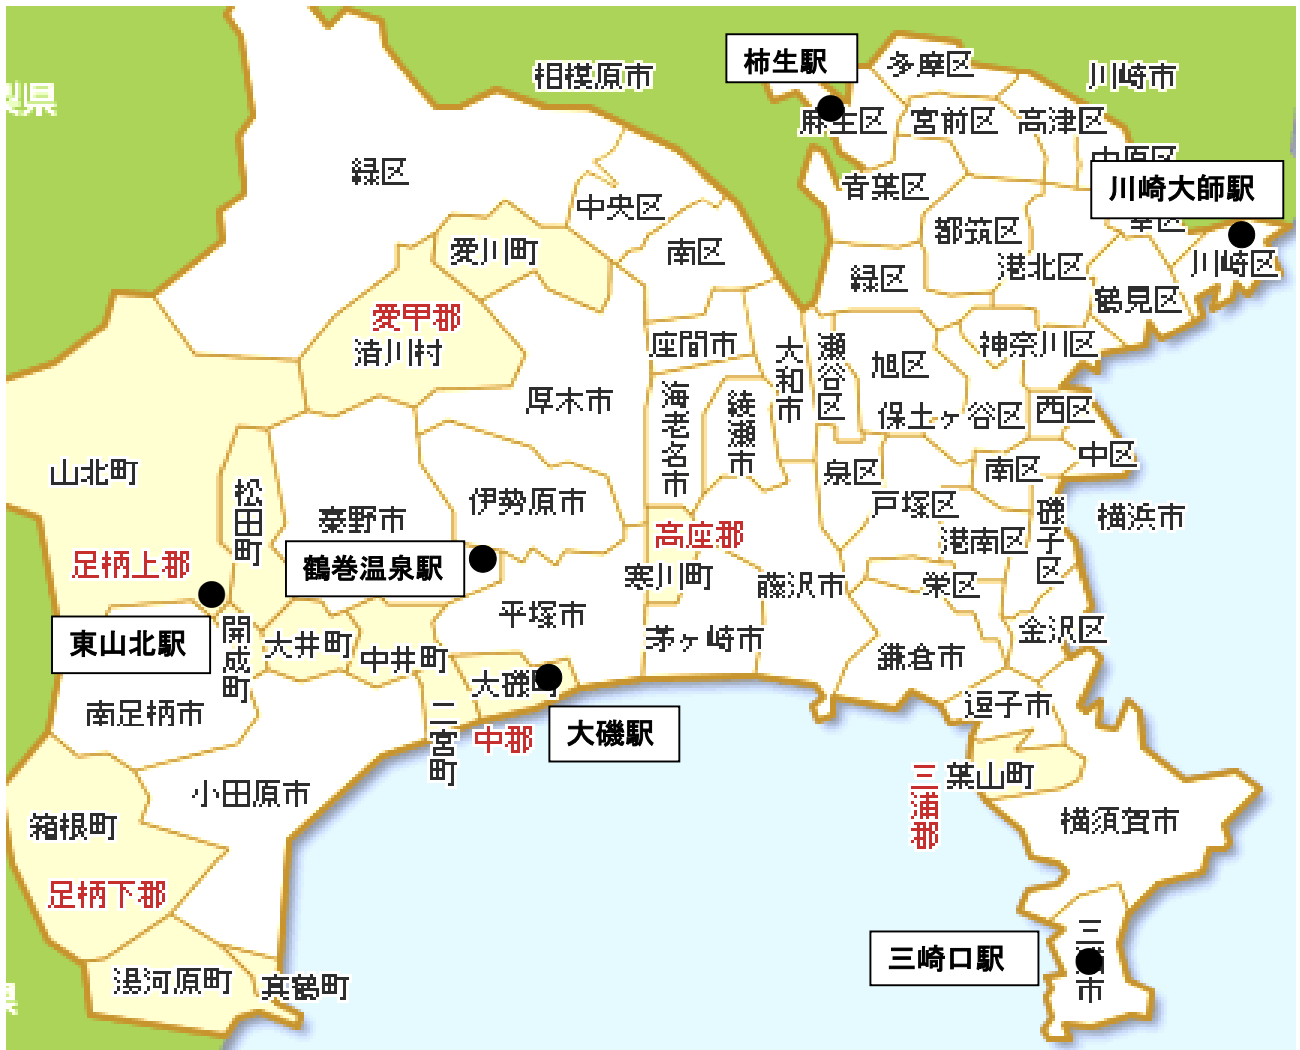 柿生駅
多摩区
川崎市
相模原市
梨県
麻生区
宮前区
高津区
中原区
緑区
川崎大師駅
青葉区
中央区
幸区
都筑区
愛川町
南区
港北区
川崎区
緑区
鶴見区
愛甲郡
清川村
座間市
大和市
瀬谷区
旭区
神奈川区
厚木市
海老名市
綾瀬市
保土ヶ谷区
西区
中区
山北町
泉区
南区
松田町
秦野市
伊勢原市
戸塚区
磯子区
横浜市
高座郡
港南区
足柄上郡
鶴巻温泉駅
寒川町
藤沢市
栄区
平塚市
東山北駅
開成町
大井町
中井町
茅ヶ崎市
鎌倉市
金沢区
大磯町
南足柄市
二宮町
中郡
大磯駅
逗子市
三浦郡
葉山町
小田原市
箱根町
横須賀市
足柄下郡
三崎口駅
三浦市
湯河原町
真鶴町
県